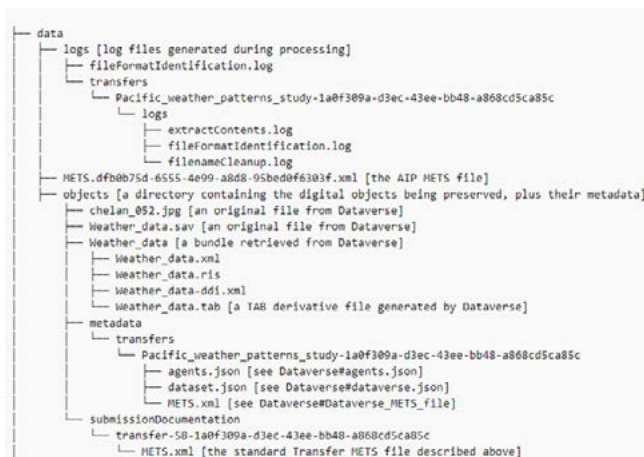 ├── data
│   ├── logs [log files generated during processing]
│   │   ├── fileFormatIdentification.log
│   │   └── transfers
│   │       └── Pacific_weather_patterns_study-1a0f309a-d3ec-43ee-bb48-a868cd5ca85c
│   │           └── logs
│   │               ├── extractContents.log
│   │               ├── fileFormatIdentification.log
│   │               └── filenameCleanup.log
│   ├── METS.dfb0b75d-6555-4e99-a8d8-95bed0f6303f.xml [the AIP METS file]
│   ├── objects [a directory containing the digital objects being preserved, plus their metadata]
│       ├── chelan_052.jpg [an original file from Dataverse]
│       ├── Weather_data.sav [an original file from Dataverse]
│       ├── Weather_data [a bundle retrieved from Dataverse]
│       │   ├── Weather_data.xml
│       │   ├── Weather_data.ris
│       │   ├── Weather_data-ddi.xml
│       │   └── Weather_data.tab [a TAB derivative file generated by Dataverse]
│       ├── metadata
│       │   └── transfers
│       │       └── Pacific_weather_patterns_study-1a0f309a-d3ec-43ee-bb48-a868cd5ca85c
│       │           ├── agents.json [see Dataverse#agents.json]
│       │           ├── dataset.json [see Dataverse#dataverse.json]
│       │           └── METS.xml [see Dataverse#Dataverse_METS_file]
│       └── submissionDocumentation
│           └── transfer-58-1a0f309a-d3ec-43ee-bb48-a868cd5ca85c
│               └── METS.xml [the standard Transfer METS file described above]